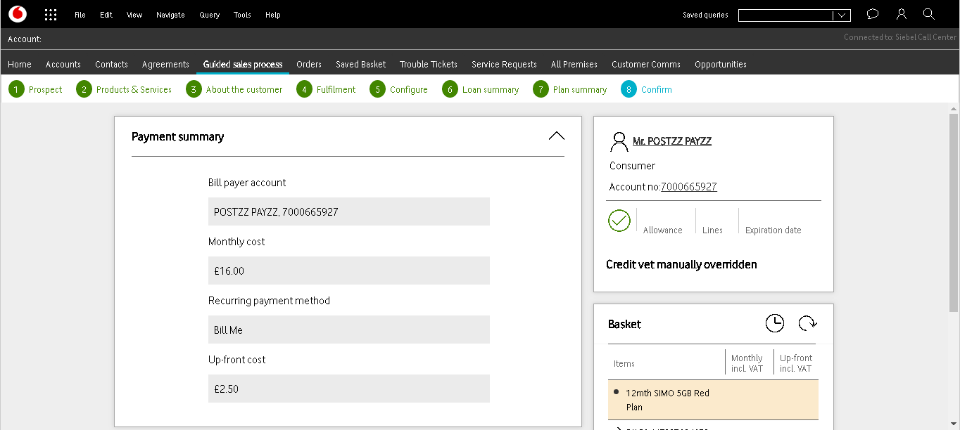 File Edit View Navigate Query Tools Help Saved queries
Account: Connected to: Siebel Call Center
Home Accounts Contacts Agreements Guided sales process Orders Saved Basket Trouble Tickets Service Requests All Premises Customer Comms Opportunities
1 Prospect 2 Products & Services 3 About the customer 4 Fulfilment 5 Configure 6 Loan summary 7 Plan summary 8 Confirm
Payment summary
Bill payer account
POSTZZ PAYZZ, 7000665927
Monthly cost
£16.00
Recurring payment method
Bill Me
Up-front cost
£2.50
Mr. POSTZZ PAYZZ
Consumer
Account no: 7000665927
Allowance Lines Expiration date
Credit vet manually overridden
Basket
Items Monthly incl. VAT Up-front incl. VAT
12mth SIMO 5GB Red
Plan